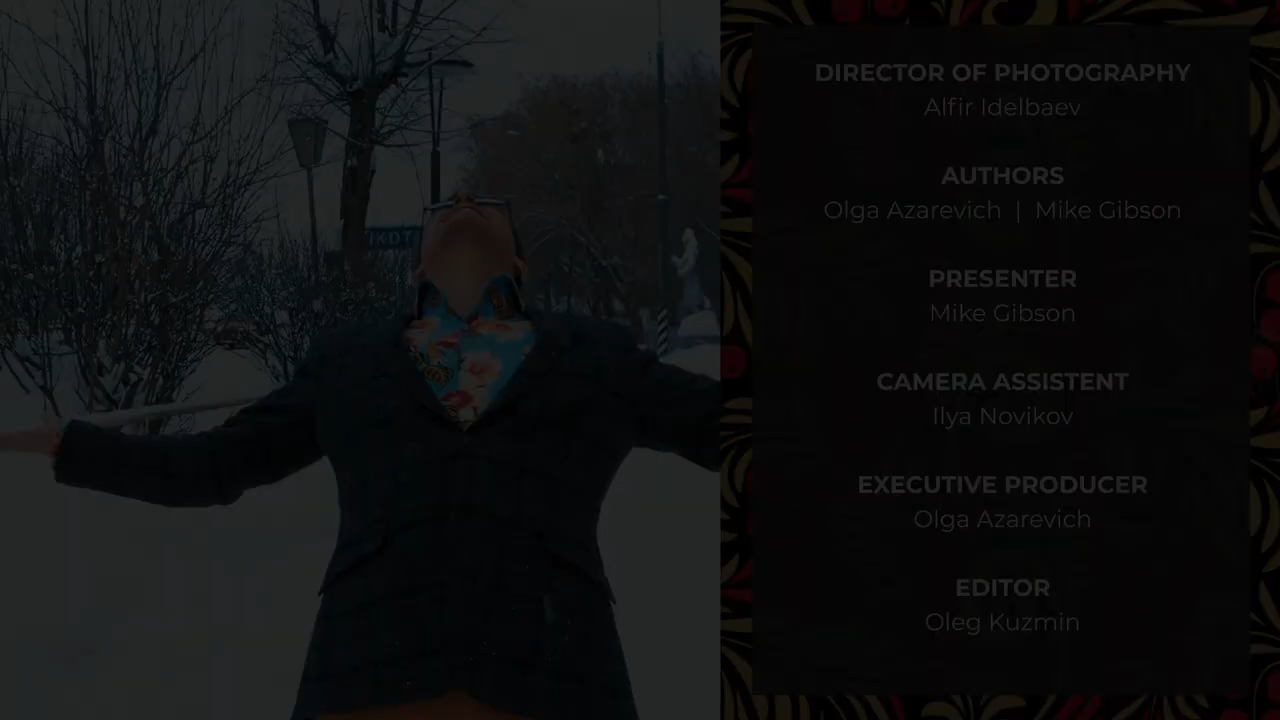 DIRECTOR OF PHOTOGRAPHY
Alfir Idelbaev
AUTHORS
Olga Azarevich | Mike Gibson
PRESENTER
Mike Gibson
CAMERA ASSISTENT
Ilya Novikov
EXECUTIVE PRODUCER
Olga Azarevich
EDITOR
Oleg Kuzmin